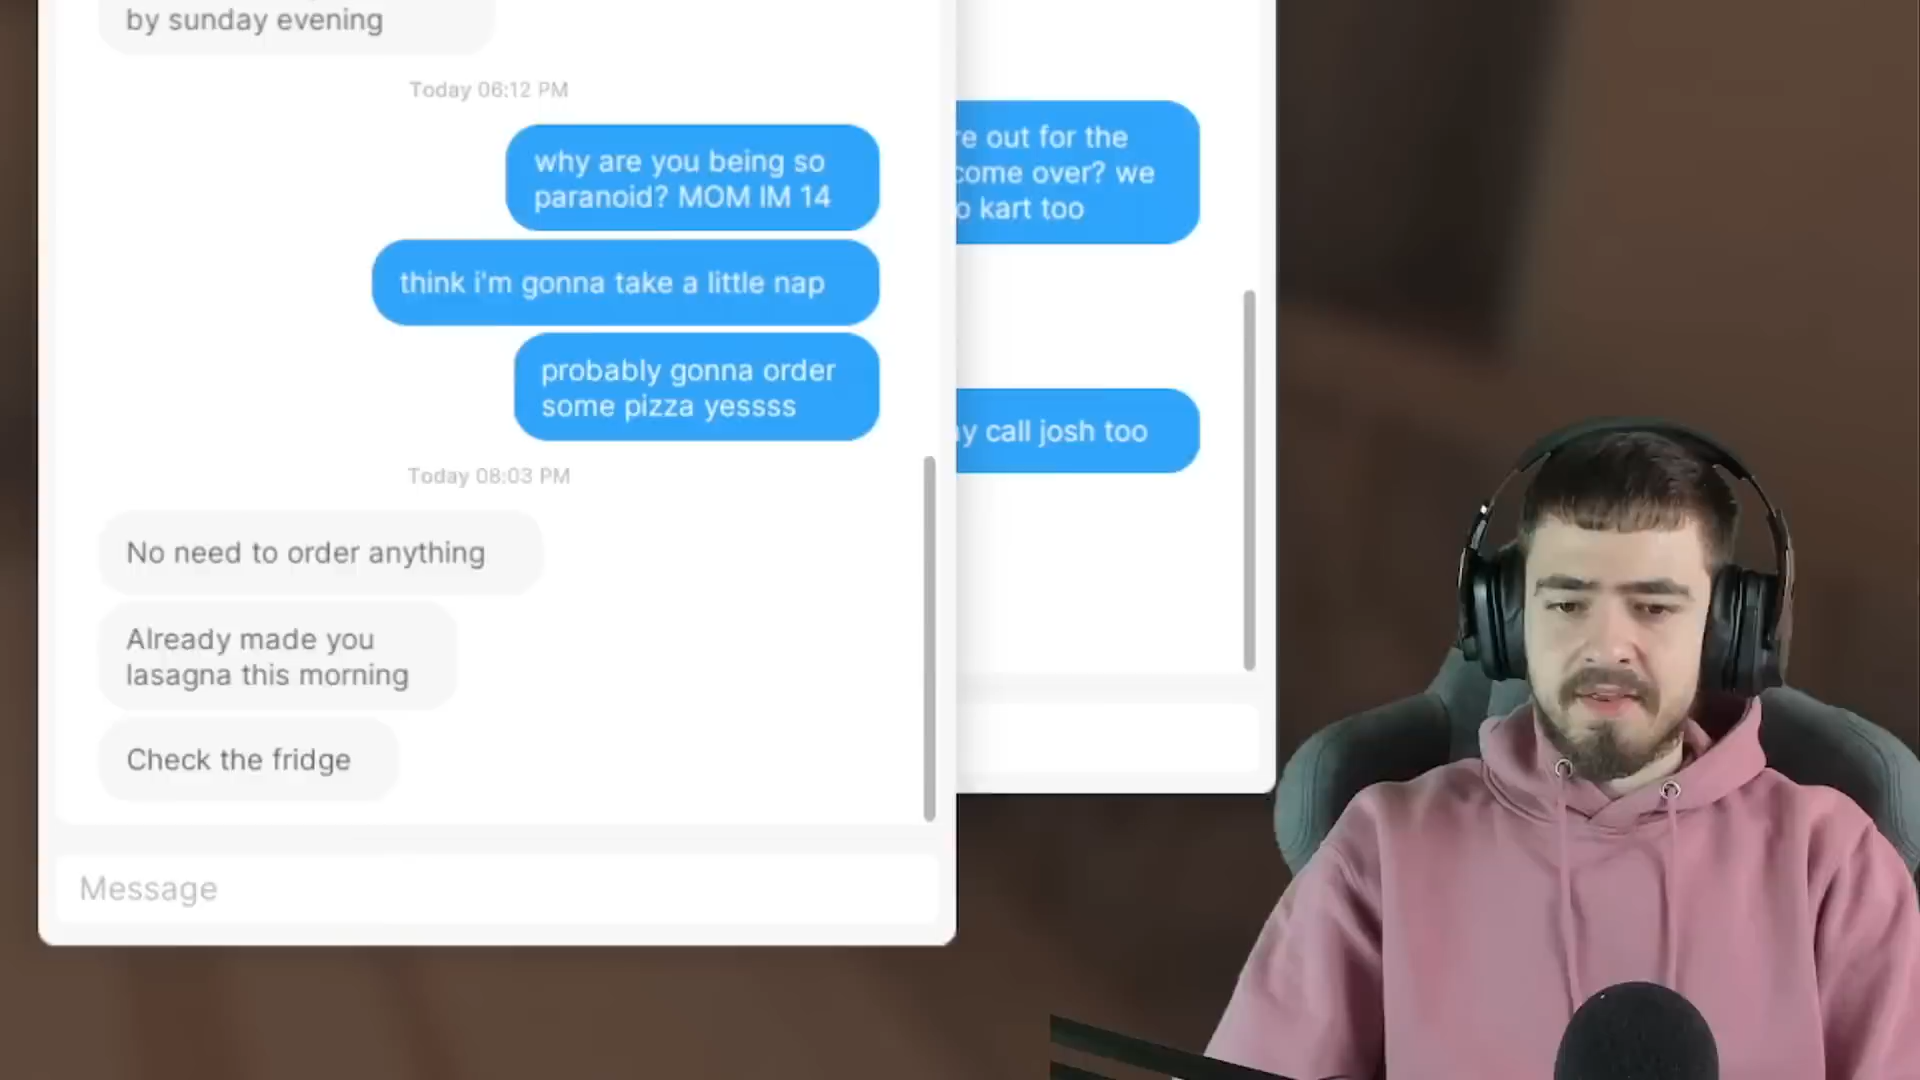 by sunday evening
Today 06:12 PM
why are you being so
paranoid? MOM IM 14
think i'm gonna take a little nap
probably gonna order
some pizza yessss
Today 08:03 PM
No need to order anything
Already made you
lasagna this morning
Check the fridge
Message
out for the
come over? we
kart too
call josh too